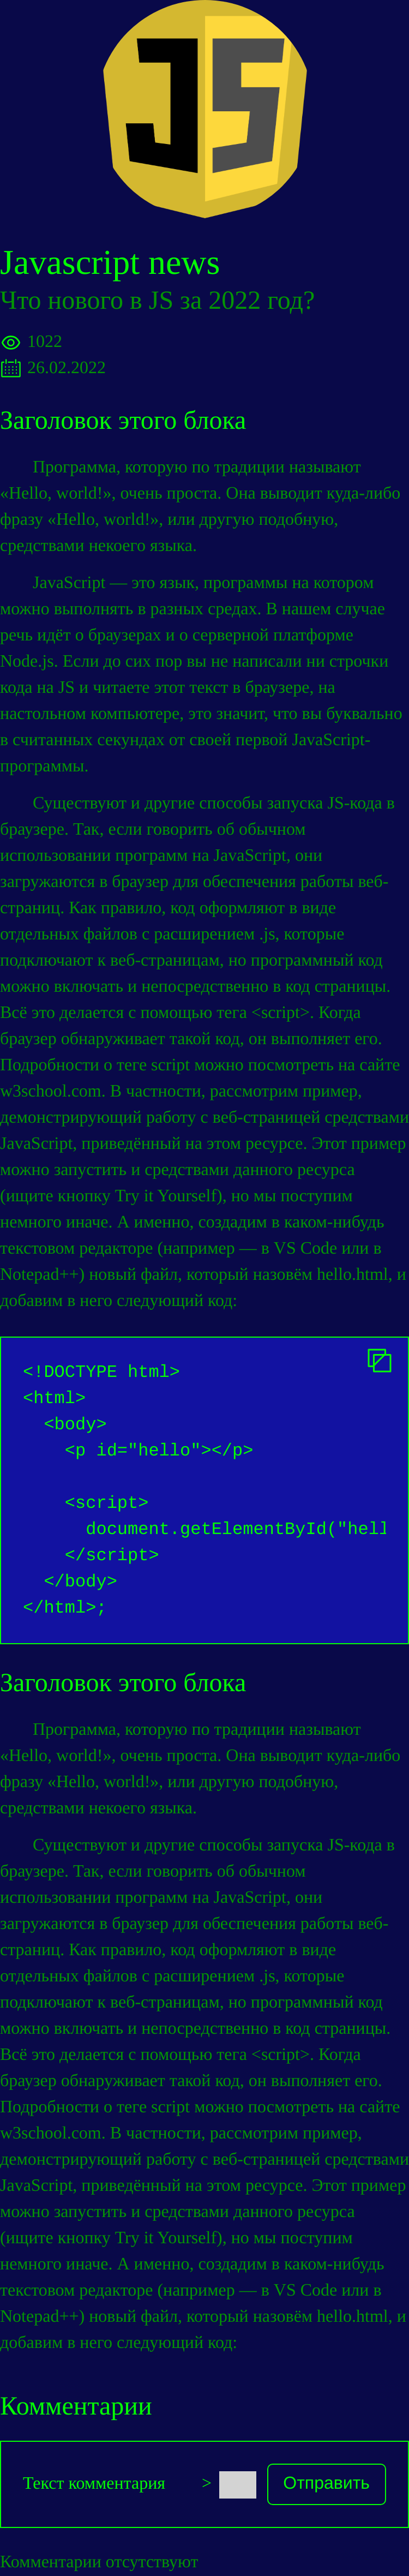 JS
Javascript news
Что нового в JS за 2022 год?
1022
26.02.2022
Заголовок этого блока
Программа, которую по традиции называют
«Hello, world!», очень проста. Она выводит куда-либо
фразу «Hello, world!», или другую подобную,
средствами некоего языка.
JavaScript — это язык, программы на котором
можно выполнять в разных средах. В нашем случае
речь идёт о браузерах и о серверной платформе
Node.js. Если до сих пор вы не написали ни строчки
кода на JS и читаете этот текст в браузере, на
настольном компьютере, это значит, что вы буквально
в считанных секундах от своей первой JavaScript-
программы.
Существуют и другие способы запуска JS-кода в
браузере. Так, если говорить об обычном
использовании программ на JavaScript, они
загружаются в браузер для обеспечения работы веб-
страниц. Как правило, код оформляют в виде
отдельных файлов с расширением .js, которые
подключают к веб-страницам, но программный код
можно включать и непосредственно в код страницы.
Всё это делается с помощью тега <script>. Когда
браузер обнаруживает такой код, он выполняет его.
Подробности о теге script можно посмотреть на сайте
w3school.com. В частности, рассмотрим пример,
демонстрирующий работу с веб-страницей средствами
JavaScript, приведённый на этом ресурсе. Этот пример
можно запустить и средствами данного ресурса
(ищите кнопку Try it Yourself), но мы поступим
немного иначе. А именно, создадим в каком-нибудь
текстовом редакторе (например — в VS Code или в
Notepad++) новый файл, который назовём hello.html, и
добавим в него следующий код:
<!DOCTYPE html>
<html>
<body>
<p id="hello"></p>
<script>
document.getElementById("hell
</script>
</body>
</html>;
Заголовок этого блока
Программа, которую по традиции называют
«Hello, world!», очень проста. Она выводит куда-либо
фразу «Hello, world!», или другую подобную,
средствами некоего языка.
Существуют и другие способы запуска JS-кода в
браузере. Так, если говорить об обычном
использовании программ на JavaScript, они
загружаются в браузер для обеспечения работы веб-
страниц. Как правило, код оформляют в виде
отдельных файлов с расширением .js, которые
подключают к веб-страницам, но программный код
можно включать и непосредственно в код страницы.
Всё это делается с помощью тега <script>. Когда
браузер обнаруживает такой код, он выполняет его.
Подробности о теге script можно посмотреть на сайте
w3school.com. В частности, рассмотрим пример,
демонстрирующий работу с веб-страницей средствами
JavaScript, приведённый на этом ресурсе. Этот пример
можно запустить и средствами данного ресурса
(ищите кнопку Try it Yourself), но мы поступим
немного иначе. А именно, создадим в каком-нибудь
текстовом редакторе (например — в VS Code или в
Notepad++) новый файл, который назовём hello.html, и
добавим в него следующий код:
Комментарии
Текст комментария > Отправить
Комментарии отсутствуют